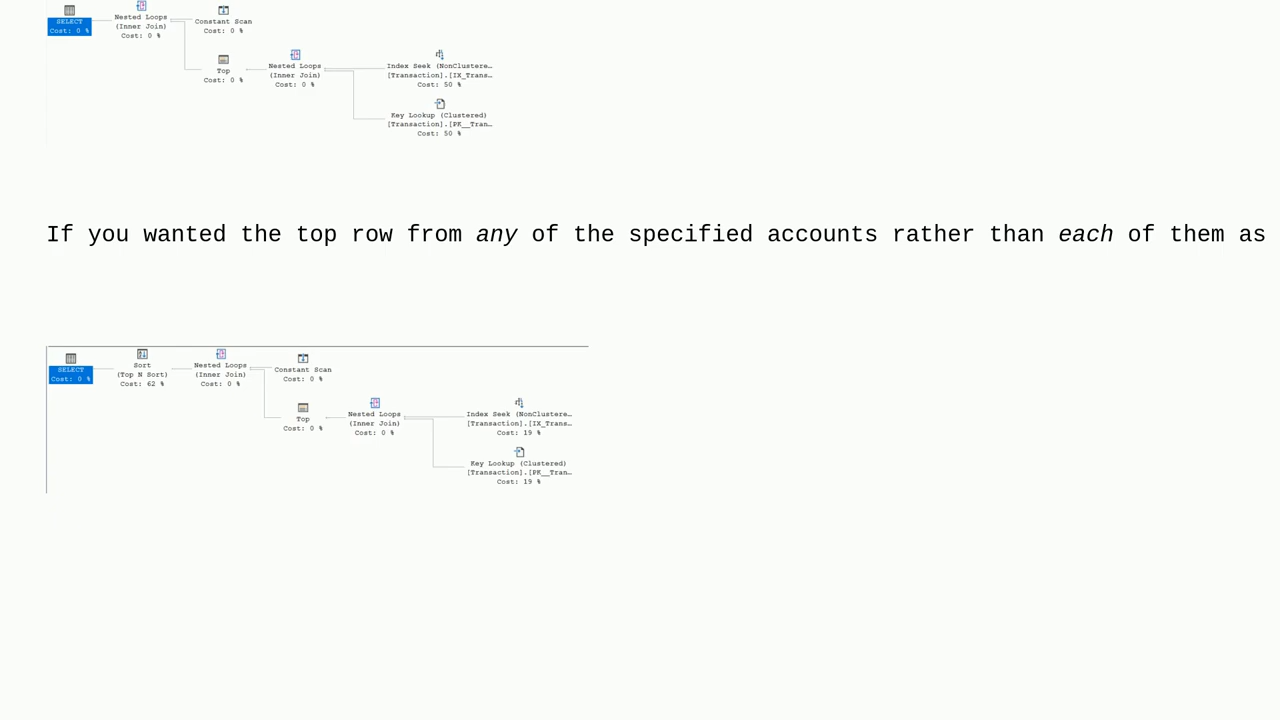 SELECT
Cost: 0 %
Nested Loops
(Inner Join)
Cost: 0 %
Constant Scan
Cost: 0 %
Top
Cost: 0 %
Nested Loops
(Inner Join)
Cost: 0 %
Index Seek (NonClustere…
[Transaction].[IX_Trans…
Cost: 50 %
Key Lookup (Clustered)
[Transaction].[PK__Tran…
Cost: 50 %
If you wanted the top row from any of the specified accounts rather than each of them as
SELECT
Cost: 0 %
Sort
(Top N Sort)
Cost: 62 %
Nested Loops
(Inner Join)
Cost: 0 %
Constant Scan
Cost: 0 %
Top
Cost: 0 %
Nested Loops
(Inner Join)
Cost: 0 %
Index Seek (NonClustere…
[Transaction].[IX_Trans…
Cost: 19 %
Key Lookup (Clustered)
[Transaction].[PK__Tran…
Cost: 19 %